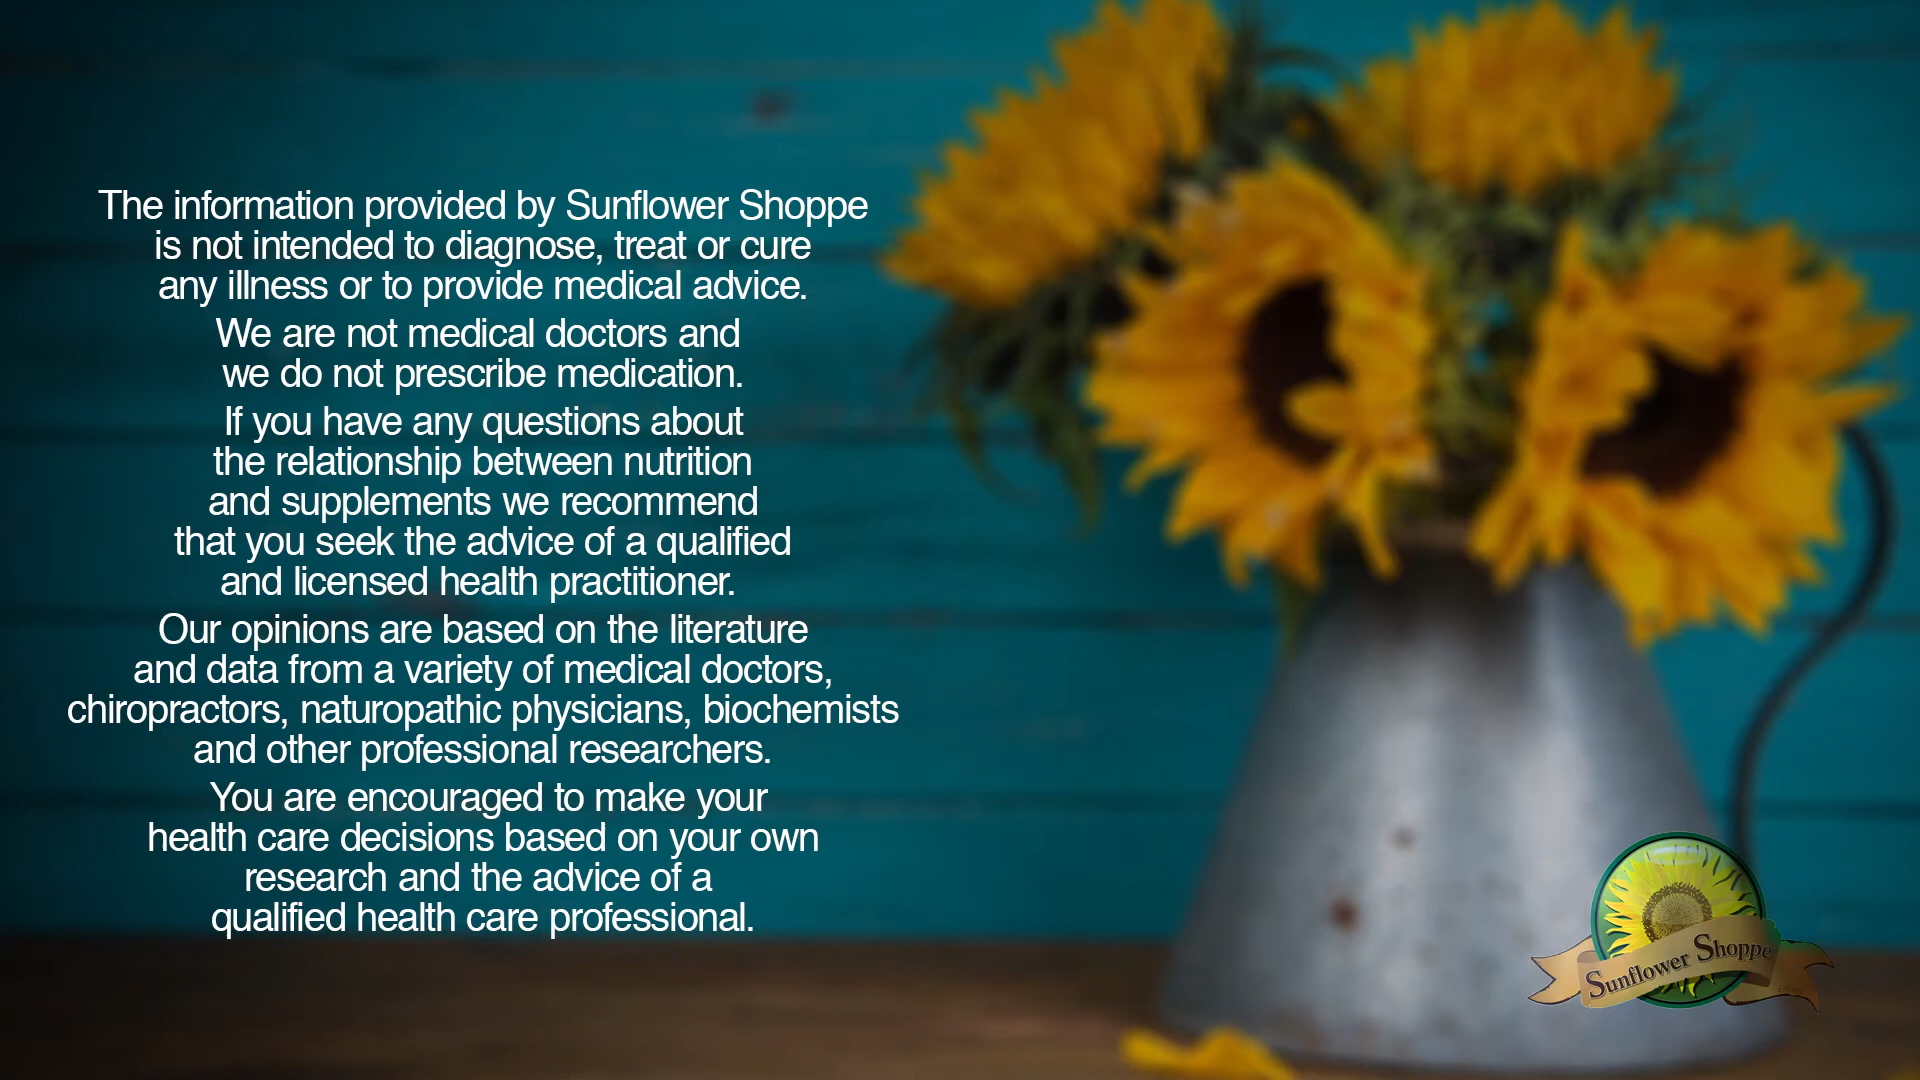 The information provided by Sunflower Shoppe
is not intended to diagnose, treat or cure
any illness or to provide medical advice.
We are not medical doctors and
we do not prescribe medication.
If you have any questions about
the relationship between nutrition
and supplements we recommend
that you seek the advice of a qualified
and licensed health practitioner.
Our opinions are based on the literature
and data from a variety of medical doctors,
chiropractors, naturopathic physicians, biochemists
and other professional researchers.
You are encouraged to make your
health care decisions based on your own
research and the advice of a
qualified health care professional.
Sunflower Shoppe